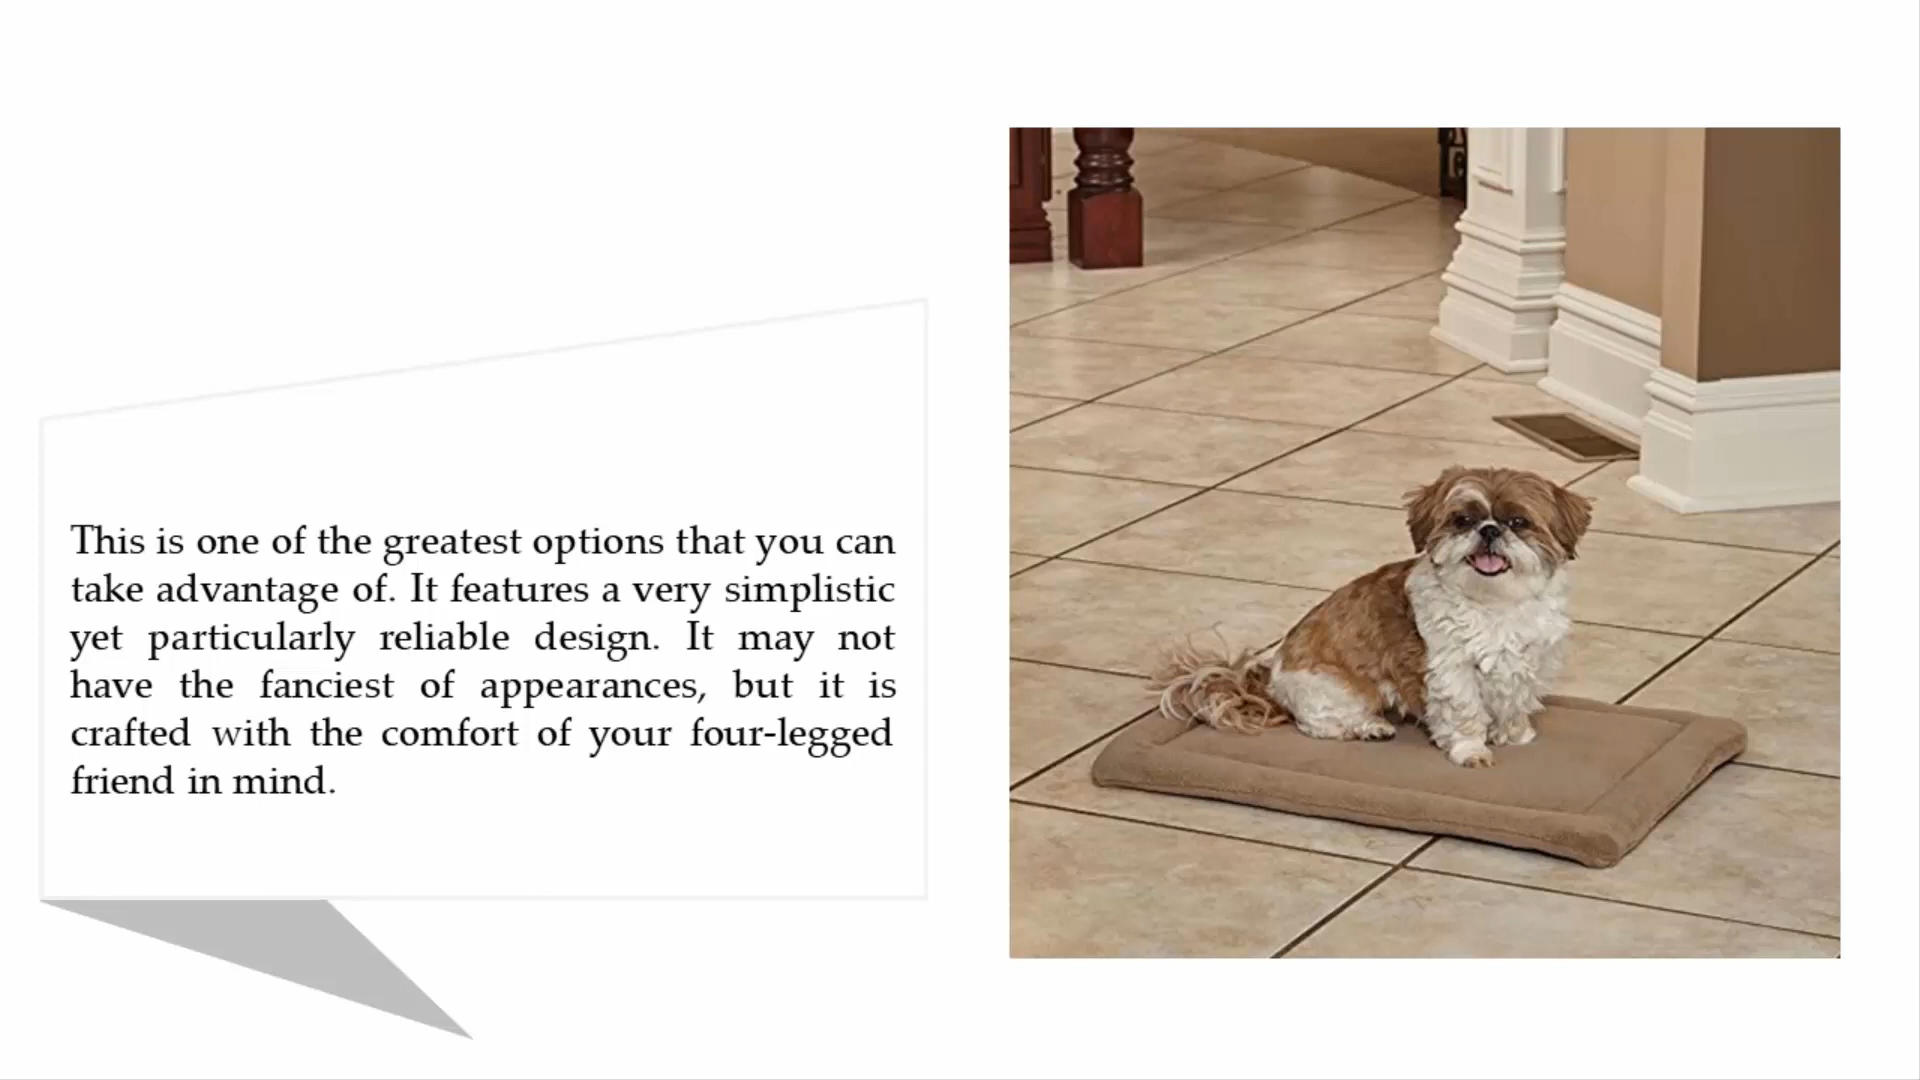 This is one of the greatest options that you can
take advantage of. It features a very simplistic
yet particularly reliable design. It may not
have the fanciest of appearances, but it is
crafted with the comfort of your four-legged
friend in mind.